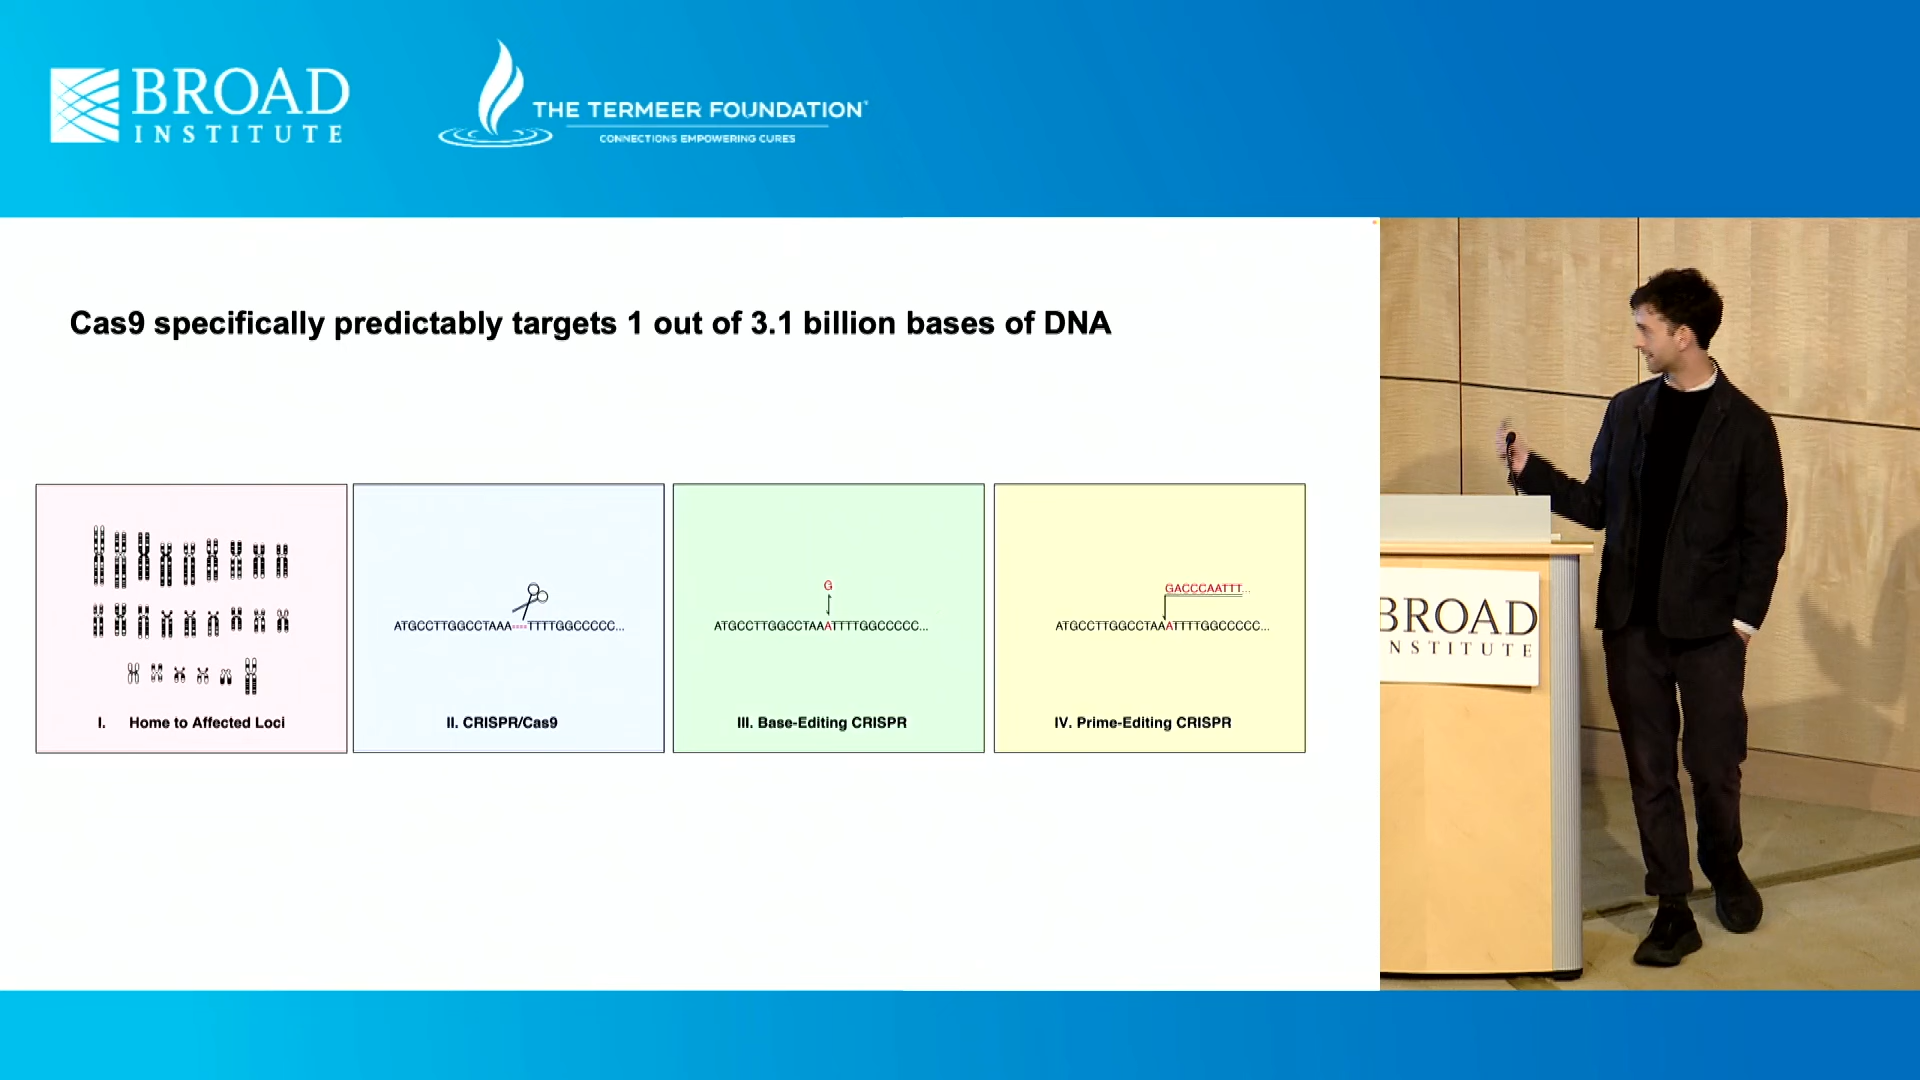 BROAD
INSTITUTE
THE TERMEER FOUNDATION®
CONNECTIONS EMPOWERING CURES
Cas9 specifically predictably targets 1 out of 3.1 billion bases of DNA
ATGCCTTGGCCTAAA----TTTTGGCCCCC...
G
ATGCCTTGGCCTAAATTTTGGCCCCC...
GACCCAATTT...
ATGCCTTGGCCTAAATTTTGGCCCCC...
I. Home to Affected Loci
II. CRISPR/Cas9
III. Base-Editing CRISPR
IV. Prime-Editing CRISPR
BROAD
INSTITUTE